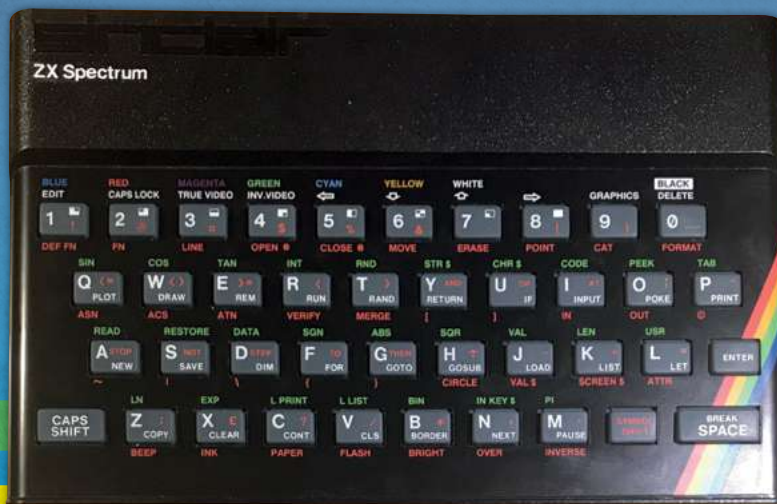 sinclair
ZX Spectrum
BLUE RED MAGENTA GREEN CYAN YELLOW WHITE BLACK
EDIT CAPS LOCK TRUE VIDEO INV.VIDEO GRAPHICS DELETE
1 ! 2 @ 3 4 $ 5 % 6 & 7 8 9 ) 0
DEF FN FN LINE OPEN # CLOSE # MOVE ERASE POINT CAT FORMAT
SIN COS TAN INT RND STR $ CHR $ CODE PEEK TAB
Q <= W <> E >= R < T > Y AND U OR I AT O ; P
PLOT DRAW REM RUN RAND RETURN IF INPUT POKE PRINT
ASN ACS ATN VERIFY MERGE [ ] IN OUT ©
READ RESTORE DATA SGN ABS SQR VAL LEN USR
A STOP S NOT D STEP F TO G THEN H J - K + L = ENTER
NEW SAVE DIM FOR GOTO GOSUB LOAD LIST LET
~ | \ { } CIRCLE VAL $ SCREEN $ ATTR
LN EXP L PRINT L LIST BIN IN KEY $ PI
CAPS SHIFT Z : X £ C ? V / B * N , M . SYMBOL SHIFT BREAK SPACE
COPY CLEAR CONT CLS BORDER NEXT PAUSE
BEEP INK PAPER FLASH BRIGHT OVER INVERSE